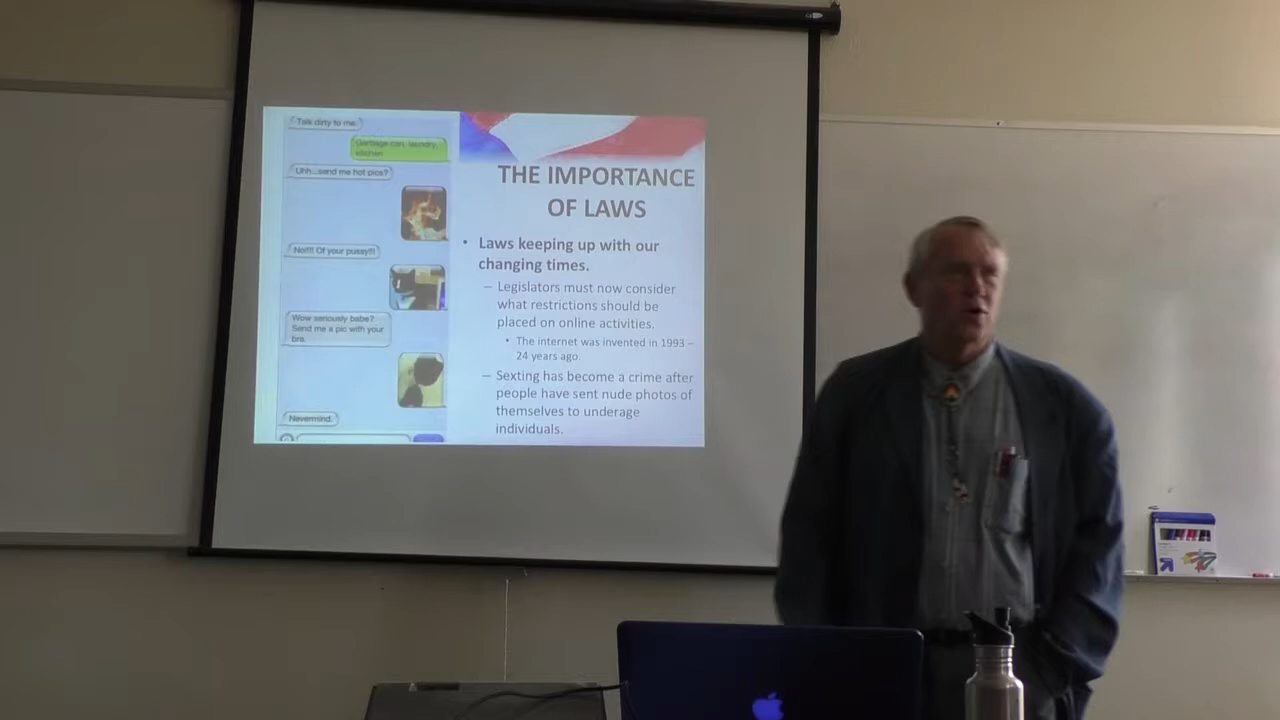 Talk dirty to me.
Garbage can, laundry,
kitchen
Uhh...send me hot pics?
No!!! Of your pussy!!!
Wow seriously babe?
Send me a pic with your
bra.
Nevermind.
THE IMPORTANCE
OF LAWS
• Laws keeping up with our
changing times.
– Legislators must now consider
what restrictions should be
placed on online activities.
• The internet was invented in 1993 –
24 years ago.
– Sexting has become a crime after
people have sent nude photos of
themselves to underage
individuals.